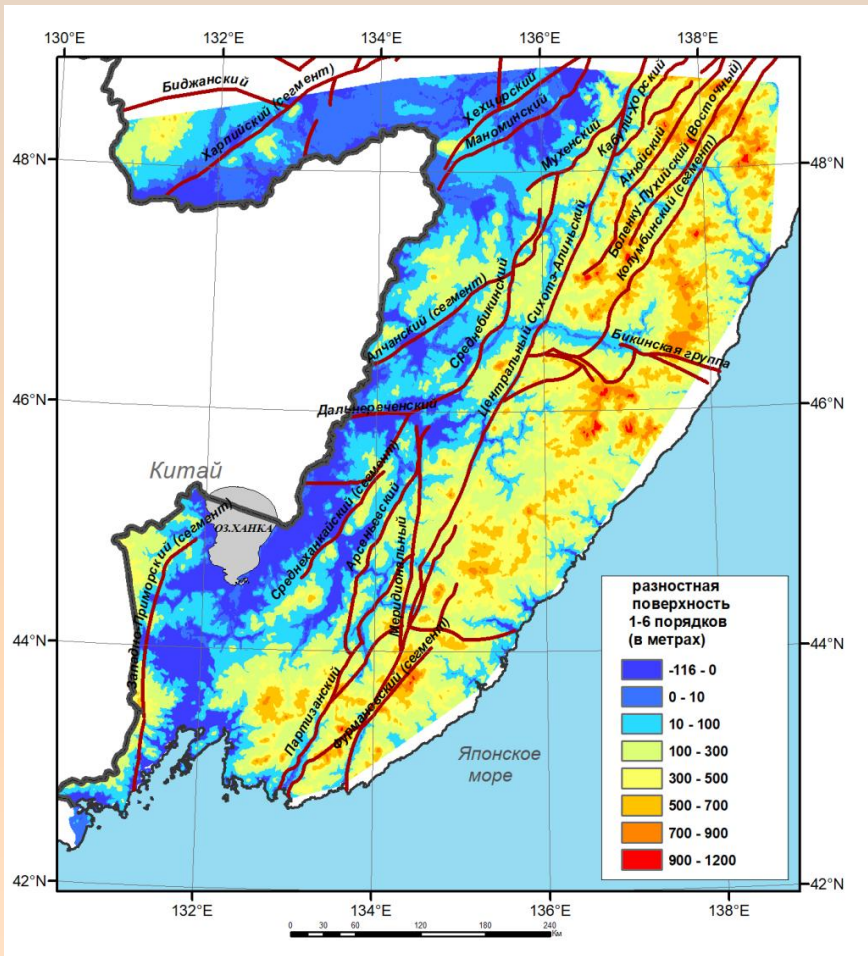 130°E 132°E 134°E 136°E 138°E
Биджанский
Харпийский (сегмент)
Хехцирский
Маноминский
Мухенский
Кабули-Хорский
Анюйский
Боленку-Пухийский (Восточный)
Колумбинский (сегмент)
48°N 48°N
Алчанский (сегмент)
Среднебикинский
Центральный Сихотэ-Алиньский
Бикинская группа
46°N 46°N
Дальнереченский
Китай
ОЗ.ХАНКА
Западно-Приморский (сегмент)
Среднеханкайский (сегмент)
Арсеньевский
Меридиональный
44°N 44°N
Партизанский
Фурмановский (сегмент)
Японское
море
разностная
поверхность
1-6 порядков
(в метрах)
-116 - 0
0 - 10
10 - 100
100 - 300
300 - 500
500 - 700
700 - 900
900 - 1200
42°N 42°N
132°E 134°E 136°E 138°E
0 30 60 120 180 240
Км